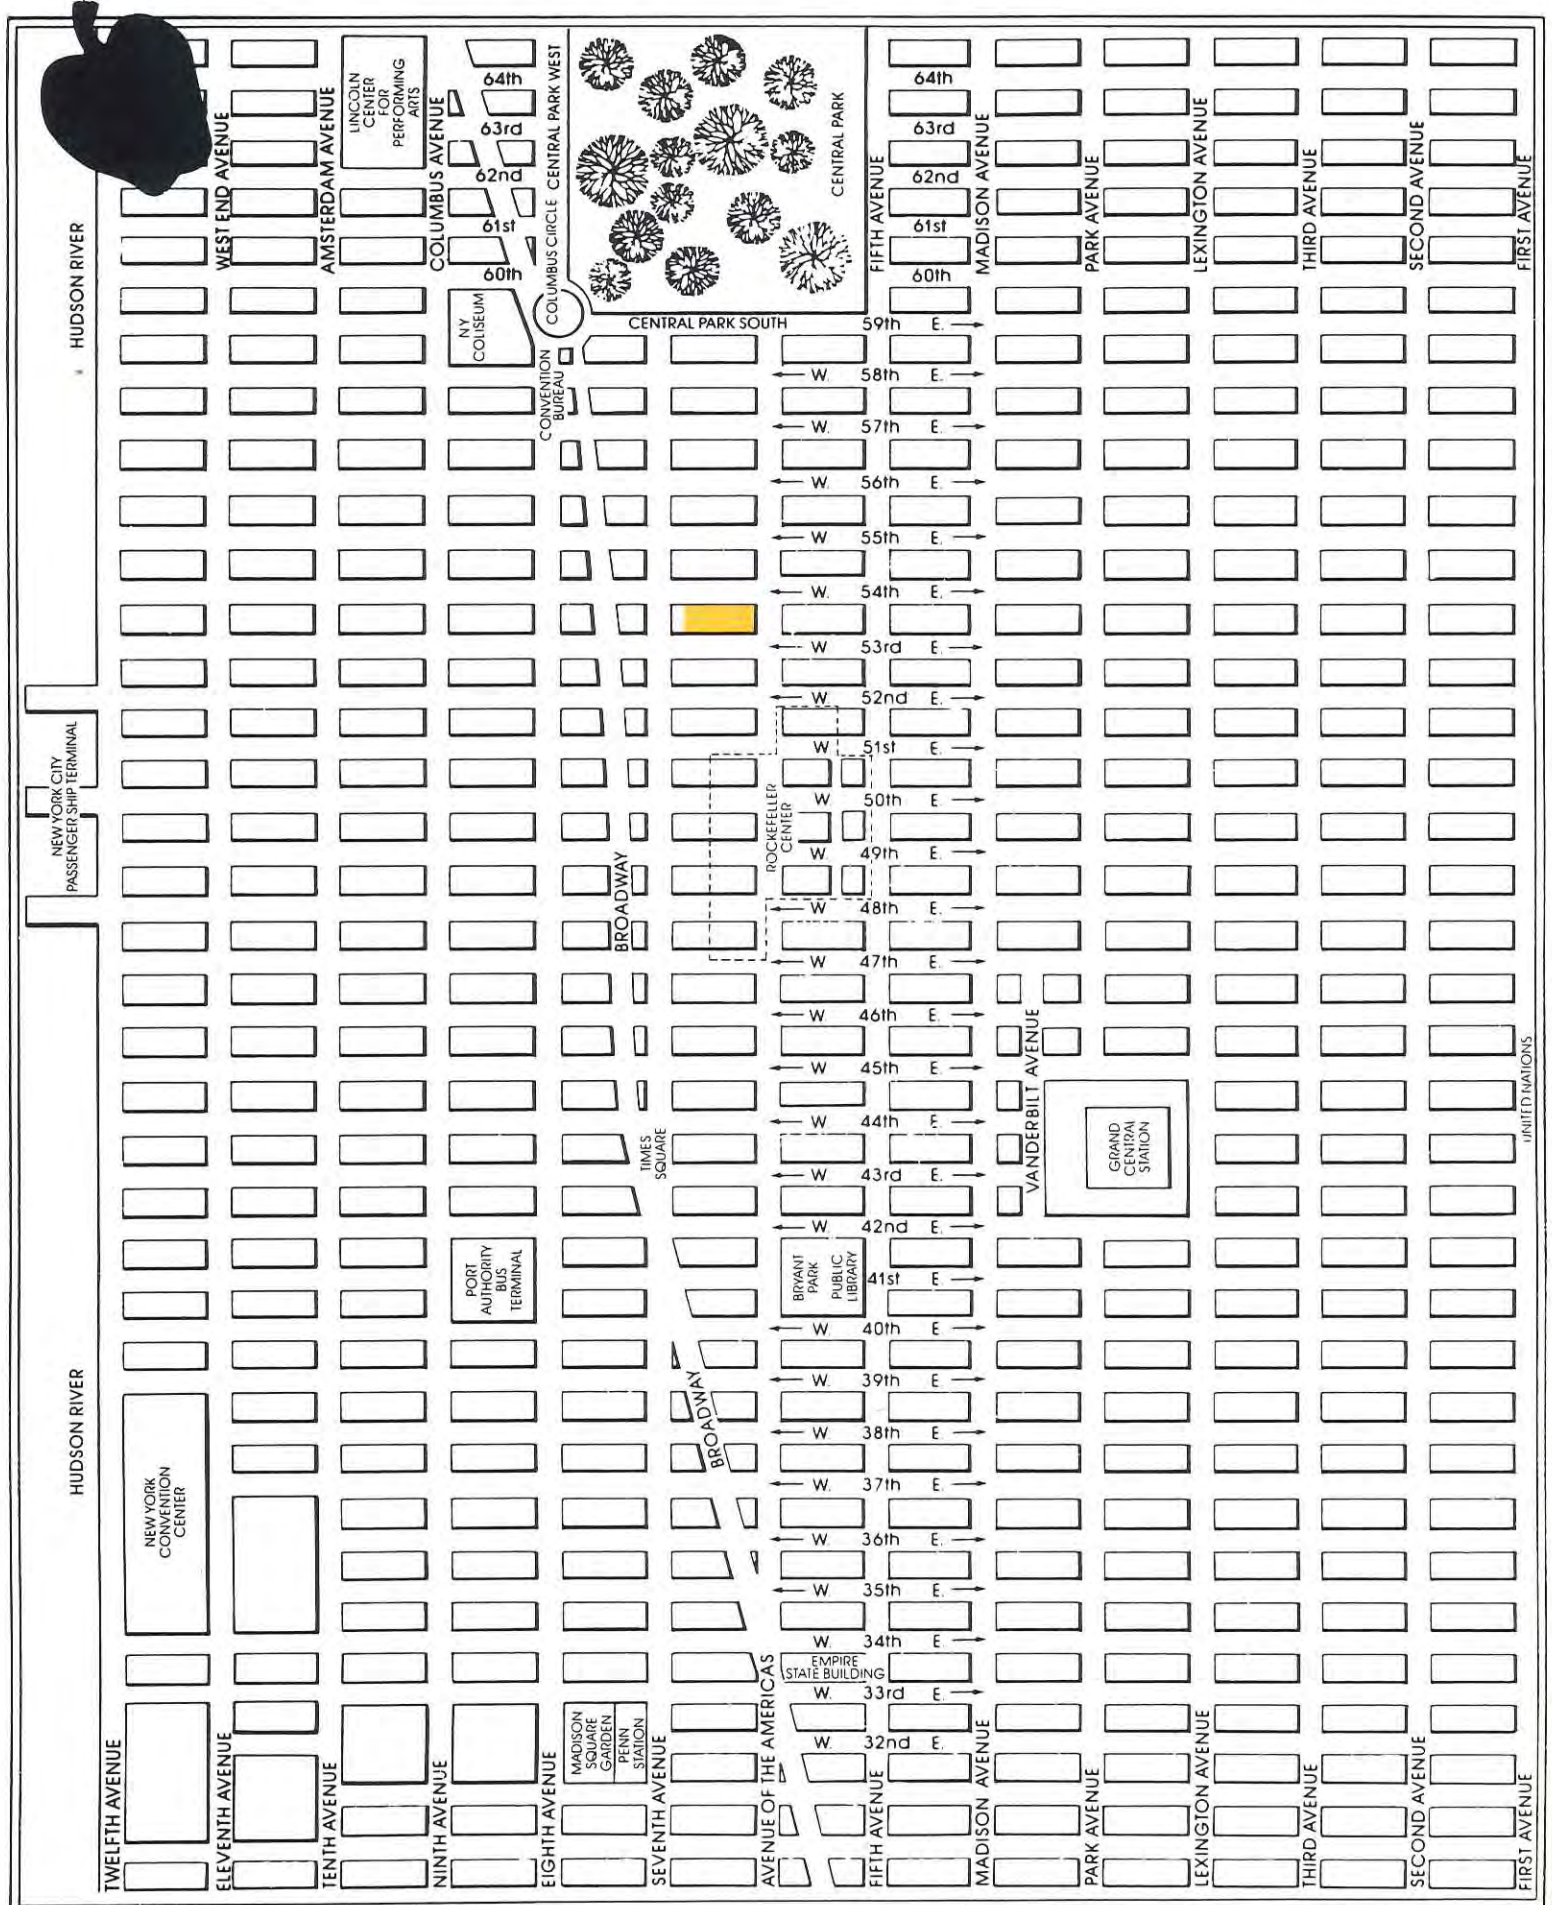 64th
64th
63rd
63rd
62nd
62nd
61st
61st
60th
60th
LINCOLN
CENTER
FOR
PERFORMING
ARTS
WEST END AVENUE
AMSTERDAM AVENUE
COLUMBUS AVENUE
COLUMBUS CIRCLE
CENTRAL PARK WEST
CENTRAL PARK
FIFTH AVENUE
MADISON AVENUE
PARK AVENUE
LEXINGTON AVENUE
THIRD AVENUE
SECOND AVENUE
FIRST AVENUE
HUDSON RIVER
NY
COLISEUM
CENTRAL PARK SOUTH
59th E.
CONVENTION
BUREAU
W. 58th E.
W. 57th E.
W. 56th E.
W 55th E.
W. 54th E.
W 53rd E.
W. 52nd E.
W 51st E.
W 50th E
W. 49th E.
W 48th E.
W 47th E.
W. 46th E.
W 45th E.
W 44th E.
W 43rd E.
W. 42nd E.
41st E.
W. 40th E
W. 39th E
W 38th E.
W. 37th E.
W. 36th E.
W. 35th E.
W. 34th E.
W. 33rd E.
W. 32nd E.
NEW YORK CITY
PASSENGER SHIP TERMINAL
ROCKEFELLER
CENTER
BROADWAY
TIMES
SQUARE
VANDERBILT AVENUE
GRAND
CENTRAL
STATION
UNITED NATIONS
PORT
AUTHORITY
BUS
TERMINAL
BRYANT
PARK
PUBLIC
LIBRARY
BROADWAY
HUDSON RIVER
NEW YORK
CONVENTION
CENTER
EMPIRE
STATE BUILDING
MADISON
SQUARE
GARDEN
PENN
STATION
TWELFTH AVENUE
ELEVENTH AVENUE
TENTH AVENUE
NINTH AVENUE
EIGHTH AVENUE
SEVENTH AVENUE
AVENUE OF THE AMERICAS
FIFTH AVENUE
MADISON AVENUE
PARK AVENUE
LEXINGTON AVENUE
THIRD AVENUE
SECOND AVENUE
FIRST AVENUE